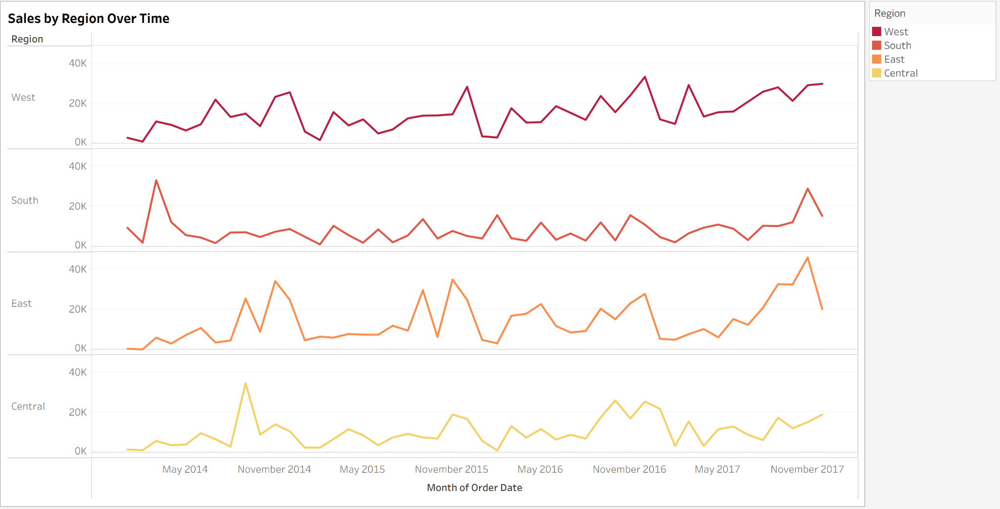 Sales by Region Over Time
Region
West
40K
20K
0K
South
40K
20K
0K
East
40K
20K
0K
Central
40K
20K
0K
May 2014
November 2014
May 2015
November 2015
May 2016
November 2016
May 2017
November 2017
Month of Order Date
Region
West
South
East
Central